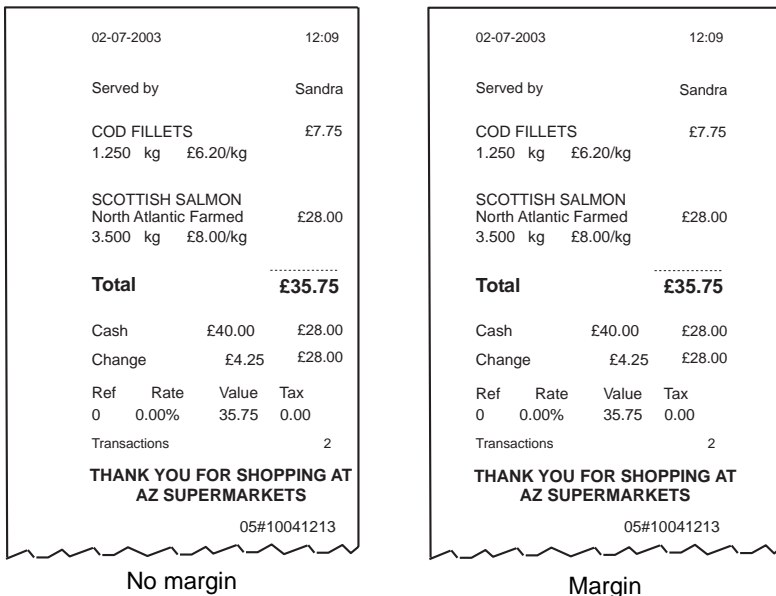 02-07-2003 12:09
Served by Sandra
COD FILLETS £7.75
1.250 kg £6.20/kg
SCOTTISH SALMON
North Atlantic Farmed £28.00
3.500 kg £8.00/kg
Total £35.75
Cash £40.00 £28.00
Change £4.25 £28.00
Ref Rate Value Tax
0 0.00% 35.75 0.00
Transactions 2
THANK YOU FOR SHOPPING AT
AZ SUPERMARKETS
05#10041213
No margin
02-07-2003 12:09
Served by Sandra
COD FILLETS £7.75
1.250 kg £6.20/kg
SCOTTISH SALMON
North Atlantic Farmed £28.00
3.500 kg £8.00/kg
Total £35.75
Cash £40.00 £28.00
Change £4.25 £28.00
Ref Rate Value Tax
0 0.00% 35.75 0.00
Transactions 2
THANK YOU FOR SHOPPING AT
AZ SUPERMARKETS
05#10041213
Margin